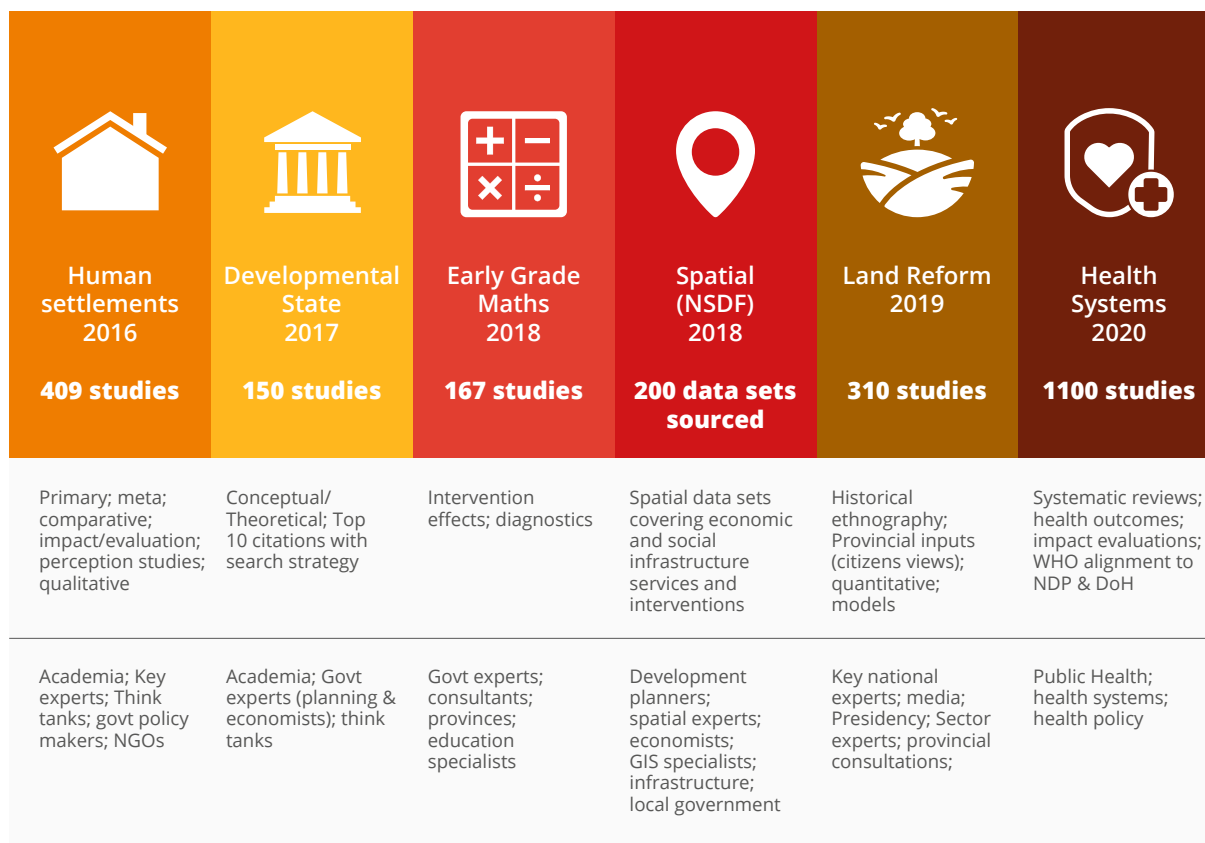 Human
settlements
2016
409 studies
Developmental
State
2017
150 studies
Early Grade
Maths
2018
167 studies
Spatial
(NSDF)
2018
200 data sets
sourced
Land Reform
2019
310 studies
Health
Systems
2020
1100 studies
Primary; meta;
comparative;
impact/evaluation;
perception studies;
qualitative
Conceptual/
Theoretical; Top
10 citations with
search strategy
Intervention
effects; diagnostics
Spatial data sets
covering economic
and social
infrastructure
services and
interventions
Historical
ethnography;
Provincial inputs
(citizens views);
quantitative;
models
Systematic reviews;
health outcomes;
impact evaluations;
WHO alignment to
NDP & DoH
Academia; Key
experts; Think
tanks; govt policy
makers; NGOs
Academia; Govt
experts (planning &
economists); think
tanks
Govt experts;
consultants;
provinces;
education
specialists
Development
planners;
spatial experts;
economists;
GIS specialists;
infrastructure;
local government
Key national
experts; media;
Presidency; Sector
experts; provincial
consultations;
Public Health;
health systems;
health policy